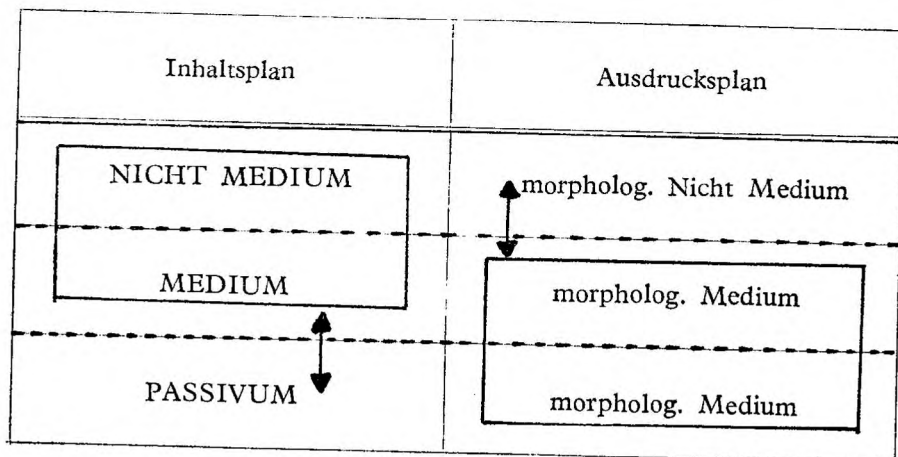 Inhaltsplan
Ausdrucksplan
NICHT MEDIUM
morpholog. Nicht Medium
MEDIUM
morpholog. Medium
PASSIVUM
morpholog. Medium